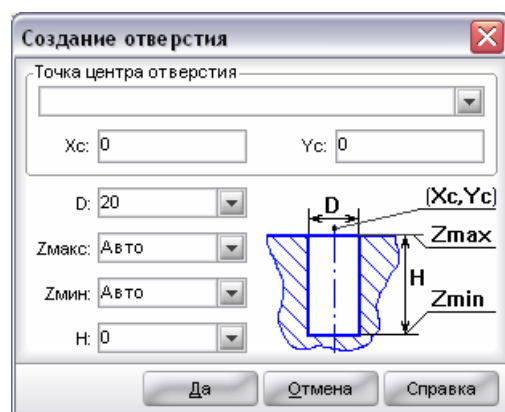 Создание отверстия
Точка центра отверстия
Xc: 0 Yc: 0
D: 20
Zмакс: Авто
Zмин: Авто
H: 0
D (Xc,Yc)
Zmax
H
Zmin
Да Отмена Справка